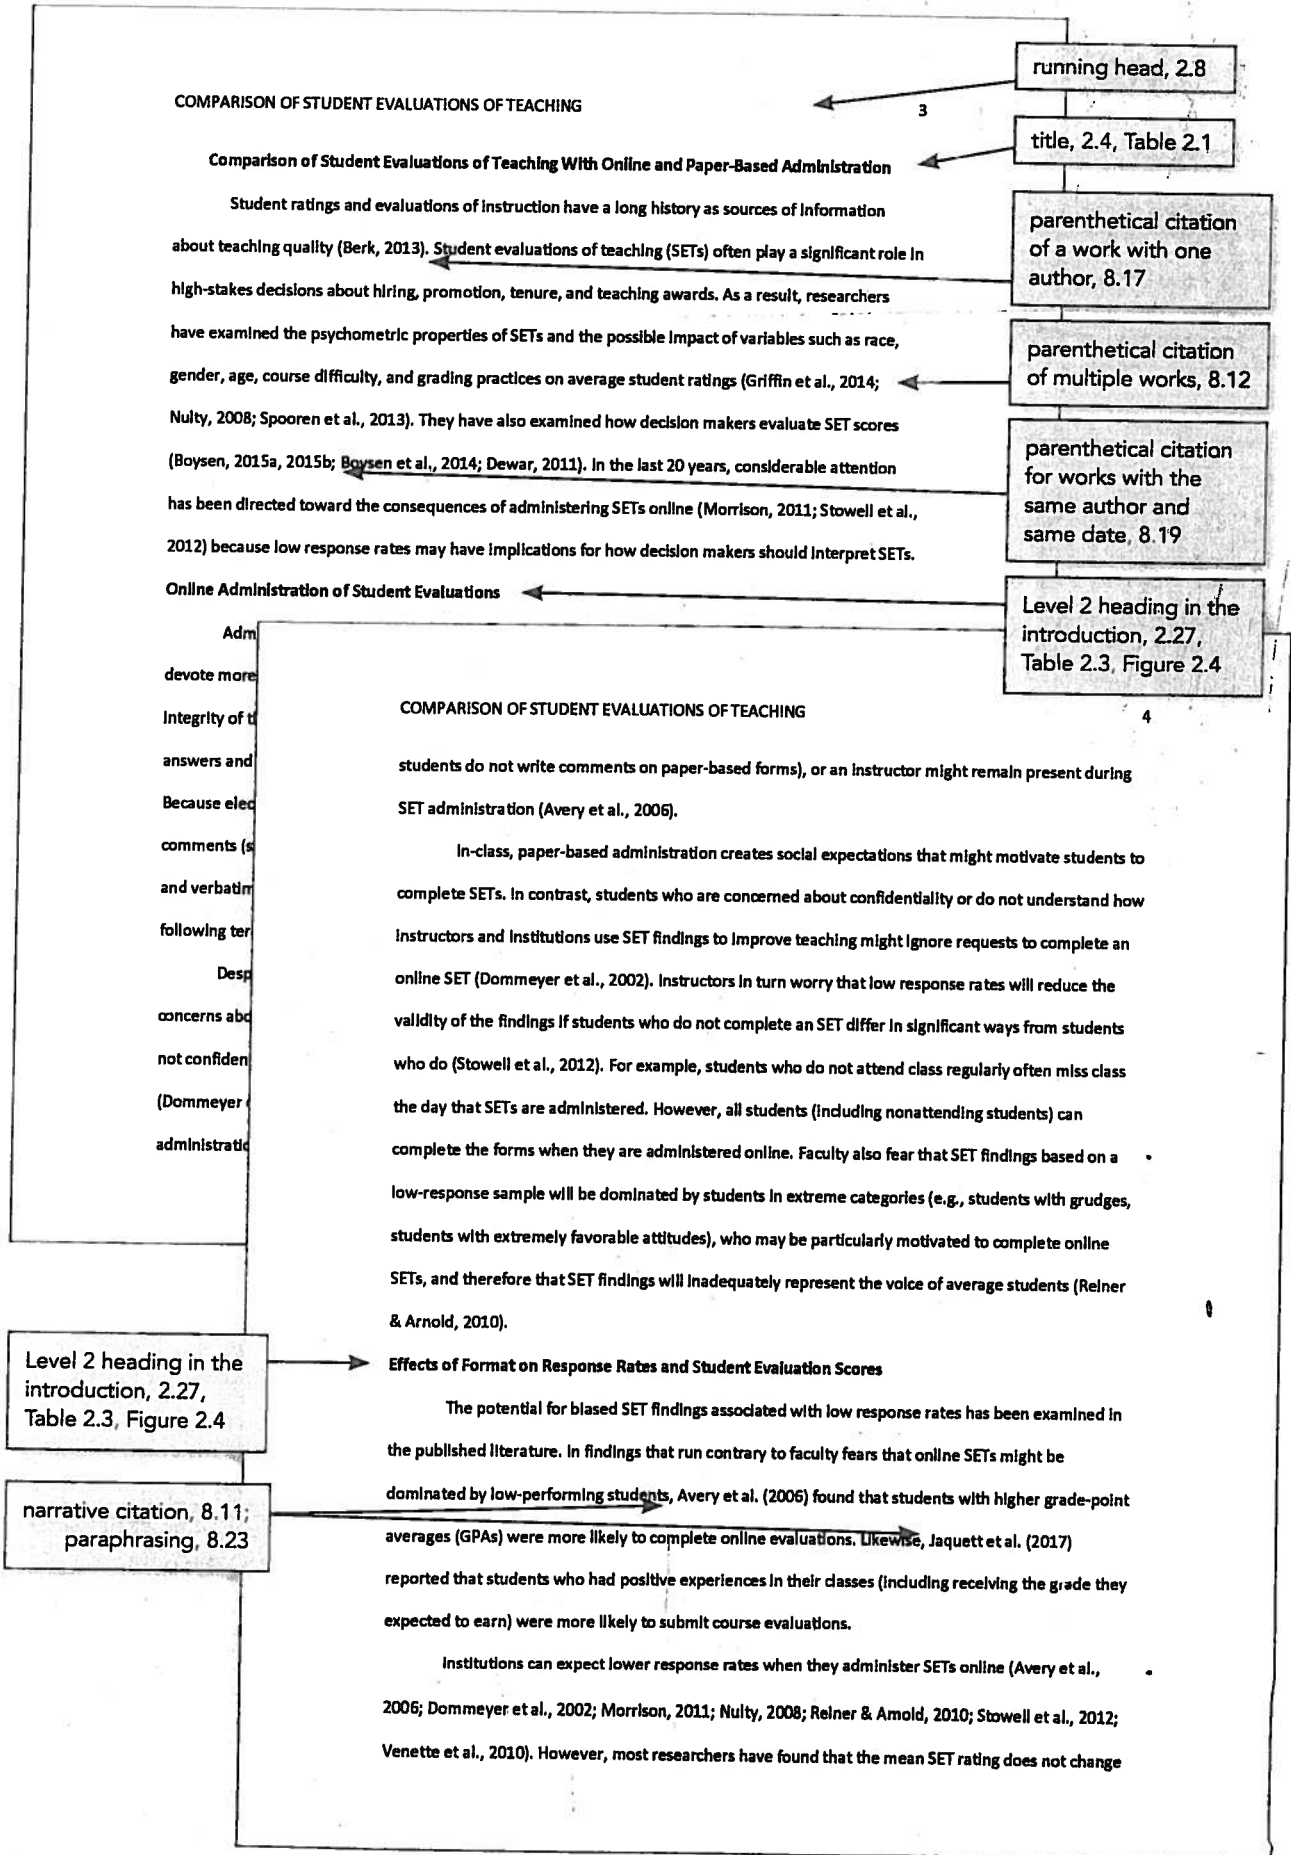 COMPARISON OF STUDENT EVALUATIONS OF TEACHING
3
Comparison of Student Evaluations of Teaching With Online and Paper-Based Administration
Student ratings and evaluations of instruction have a long history as sources of information
about teaching quality (Berk, 2013). Student evaluations of teaching (SETs) often play a significant role in
high-stakes decisions about hiring, promotion, tenure, and teaching awards. As a result, researchers
have examined the psychometric properties of SETs and the possible impact of variables such as race,
gender, age, course difficulty, and grading practices on average student ratings (Griffin et al., 2014;
Nulty, 2008; Spooren et al., 2013). They have also examined how decision makers evaluate SET scores
(Boysen, 2015a, 2015b; Boysen et al., 2014; Dewar, 2011). In the last 20 years, considerable attention
has been directed toward the consequences of administering SETs online (Morrison, 2011; Stowell et al.,
2012) because low response rates may have implications for how decision makers should interpret SETs.
Online Administration of Student Evaluations
Adm
devote more
integrity of t
answers and
Because elec
comments (s
and verbatim
following ter
Desp
concerns abo
not confiden
(Dommeyer
administratio
running head, 2.8
title, 2.4, Table 2.1
parenthetical citation
of a work with one
author, 8.17
parenthetical citation
of multiple works, 8.12
parenthetical citation
for works with the
same author and
same date, 8.19
Level 2 heading in the
introduction, 2.27,
Table 2.3, Figure 2.4
COMPARISON OF STUDENT EVALUATIONS OF TEACHING
4
students do not write comments on paper-based forms), or an instructor might remain present during
SET administration (Avery et al., 2006).
In-class, paper-based administration creates social expectations that might motivate students to
complete SETs. In contrast, students who are concerned about confidentiality or do not understand how
instructors and institutions use SET findings to improve teaching might ignore requests to complete an
online SET (Dommeyer et al., 2002). Instructors in turn worry that low response rates will reduce the
validity of the findings if students who do not complete an SET differ in significant ways from students
who do (Stowell et al., 2012). For example, students who do not attend class regularly often miss class
the day that SETs are administered. However, all students (including nonattending students) can
complete the forms when they are administered online. Faculty also fear that SET findings based on a
low-response sample will be dominated by students in extreme categories (e.g., students with grudges,
students with extremely favorable attitudes), who may be particularly motivated to complete online
SETs, and therefore that SET findings will inadequately represent the voice of average students (Reiner
& Arnold, 2010).
Effects of Format on Response Rates and Student Evaluation Scores
The potential for biased SET findings associated with low response rates has been examined in
the published literature. In findings that run contrary to faculty fears that online SETs might be
dominated by low-performing students, Avery et al. (2006) found that students with higher grade-point
averages (GPAs) were more likely to complete online evaluations. Likewise, Jaquett et al. (2017)
reported that students who had positive experiences in their classes (including receiving the grade they
expected to earn) were more likely to submit course evaluations.
Institutions can expect lower response rates when they administer SETs online (Avery et al.,
2006; Dommeyer et al., 2002; Morrison, 2011; Nulty, 2008; Reiner & Arnold, 2010; Stowell et al., 2012;
Venette et al., 2010). However, most researchers have found that the mean SET rating does not change
Level 2 heading in the
introduction, 2.27,
Table 2.3, Figure 2.4
narrative citation, 8.11;
paraphrasing, 8.23